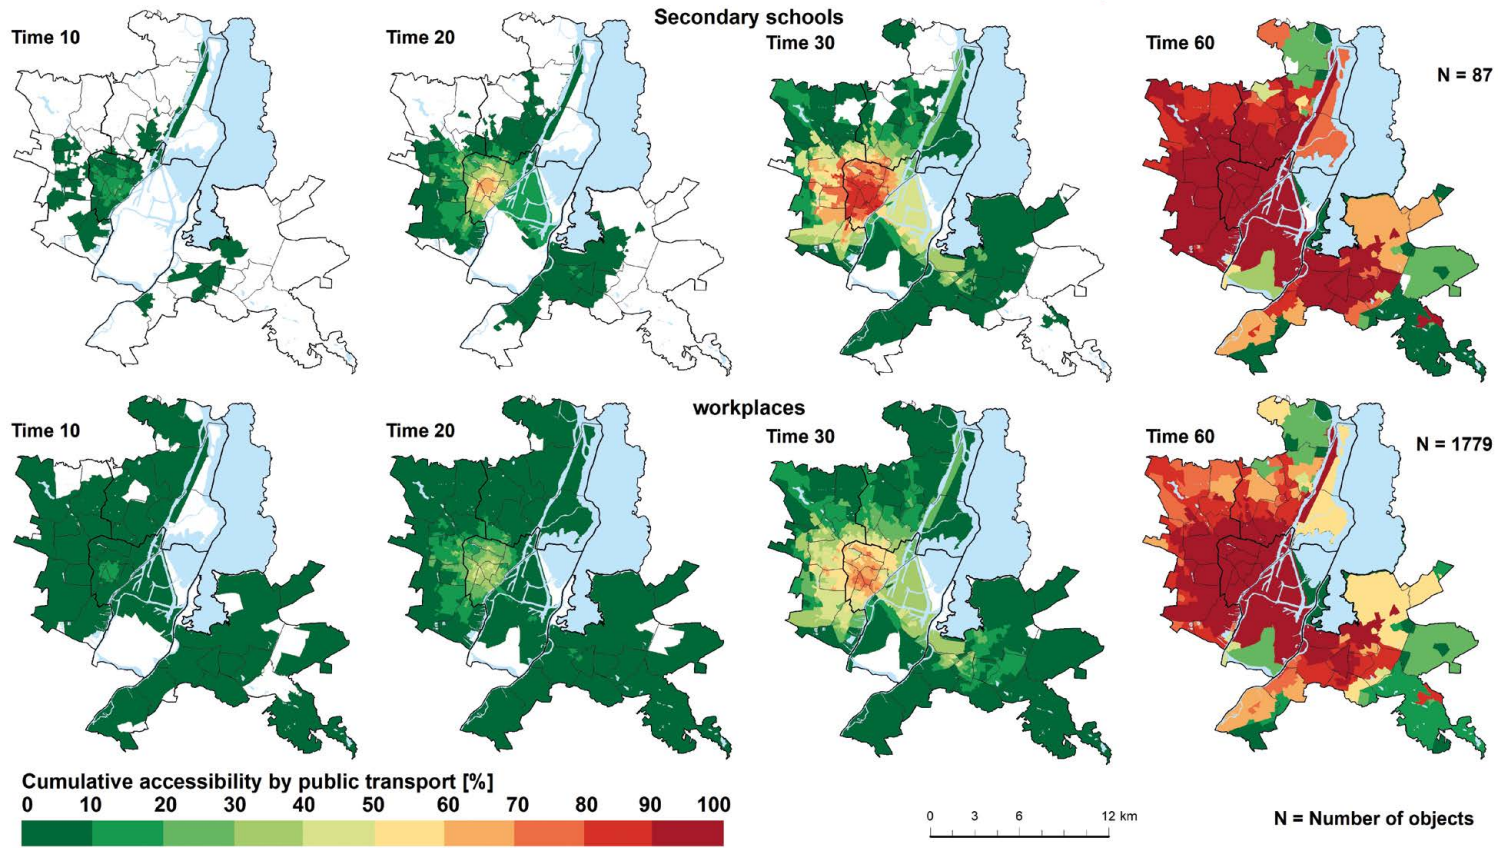 Secondary schools
Time 10
Time 20
Time 30
Time 60
N = 87
workplaces
Time 10
Time 20
Time 30
Time 60
N = 1779
Cumulative accessibility by public transport [%]
0 10 20 30 40 50 60 70 80 90 100
0 3 6 12 km
N = Number of objects